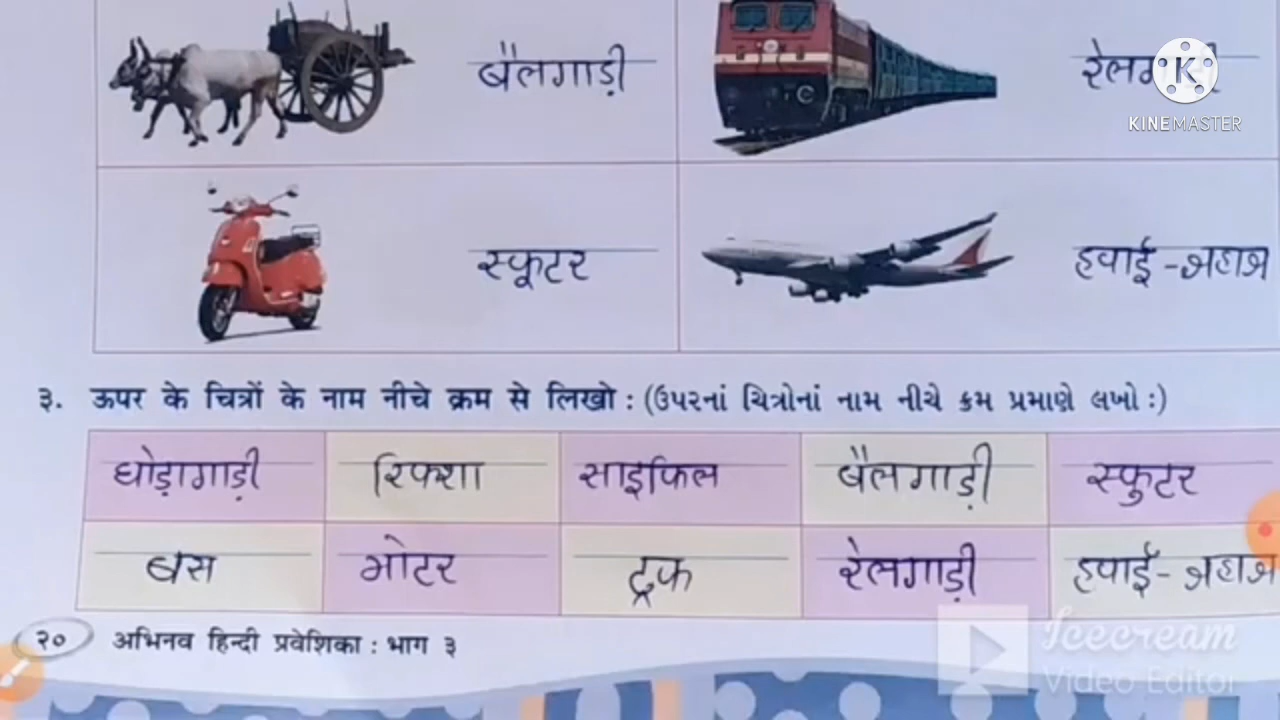 बैलगाड़ी
K
KINEMASTER
स्कूटर
हवाई-जहाज
३. ऊपर के चित्रों के नाम नीचे क्रम से लिखो : (ઉપરનાં ચિત્રોનાં નામ નીચે ક્રમ પ્રમાણે લખો :)
घोड़ागाड़ी रिक्शा साइकिल बैलगाड़ी स्कुटर
बस मोटर ट्रक रेलगाड़ी हवाई-जहाज
२० अभिनव हिन्दी प्रवेशिका : भाग ३
Icecream
Video Editor